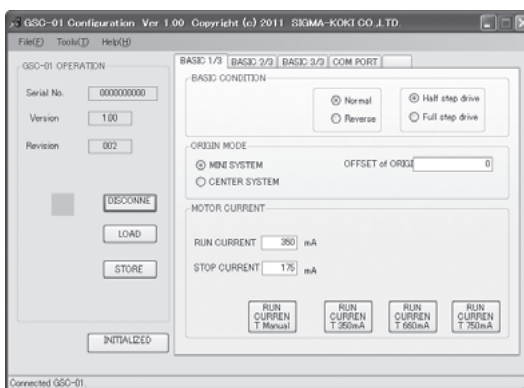 GSC-01 Configuration Ver 1.00 Copyright (c) 2011 SIGMA-KOKI CO.,LTD.
File(F) Tools(T) Help(H)
GSC-01 OPERATION
Serial No. 0000000000
Version 1.00
Revision 002
DISCONNE
LOAD
STORE
INITIALIZED
BASIC 1/3 BASIC 2/3 BASIC 3/3 COM PORT
BASIC CONDITION
Normal
Reverse
Half step drive
Full step drive
ORIGIN MODE
MINI SYSTEM
CENTER SYSTEM
OFFSET of ORIGI 0
MOTOR CURRENT
RUN CURRENT 350 mA
STOP CURRENT 175 mA
RUN
CURREN
T Manual
RUN
CURREN
T 350mA
RUN
CURREN
T 660mA
RUN
CURREN
T 750mA
Connected GSC-01.